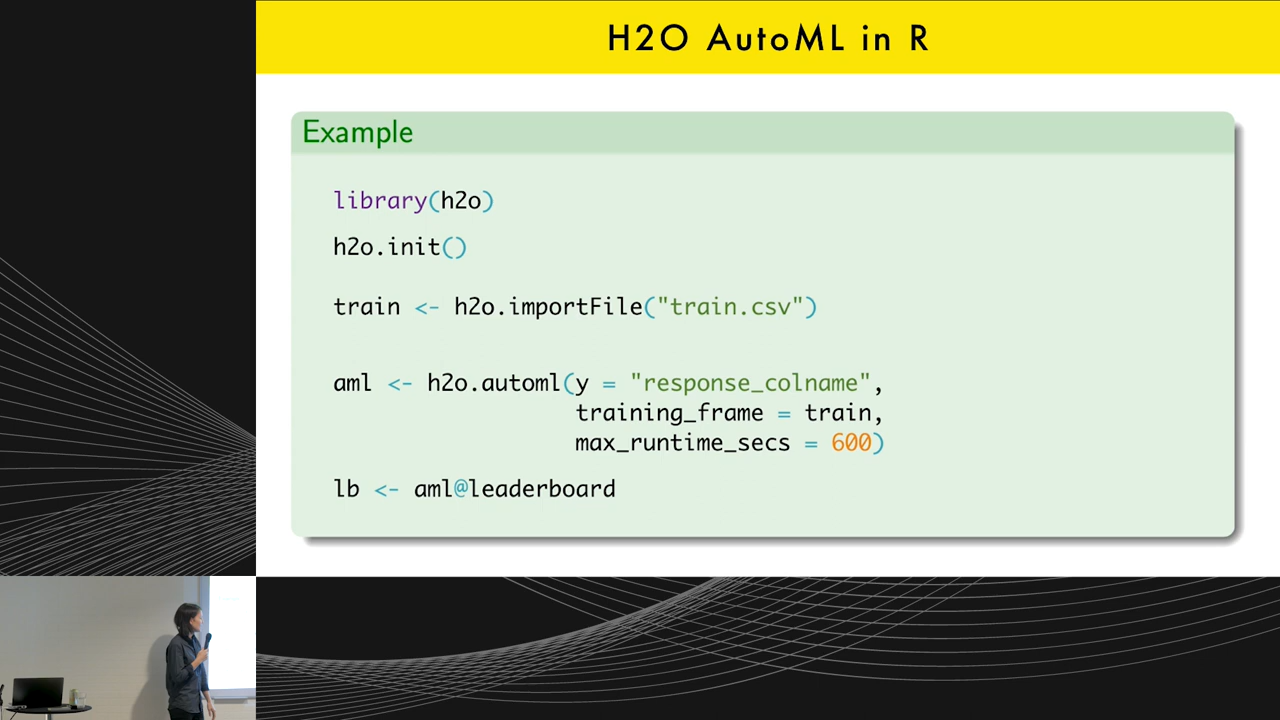 H2O AutoML in R
Example
library(h2o)
h2o.init()
train <- h2o.importFile("train.csv")
aml <- h2o.automl(y = "response_colname",
training_frame = train,
max_runtime_secs = 600)
lb <- aml@leaderboard